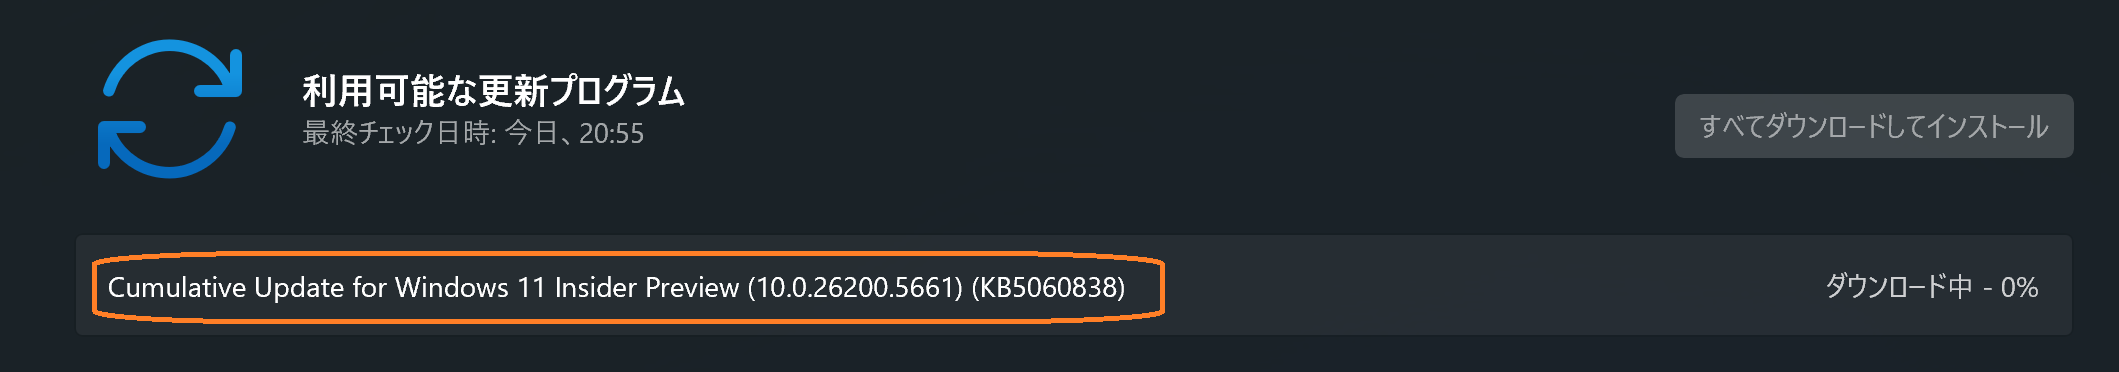 利用可能な更新プログラム
最終チェック日時: 今日、20:55
すべてダウンロードしてインストール
Cumulative Update for Windows 11 Insider Preview (10.0.26200.5661) (KB5060838)
ダウンロード中 - 0%